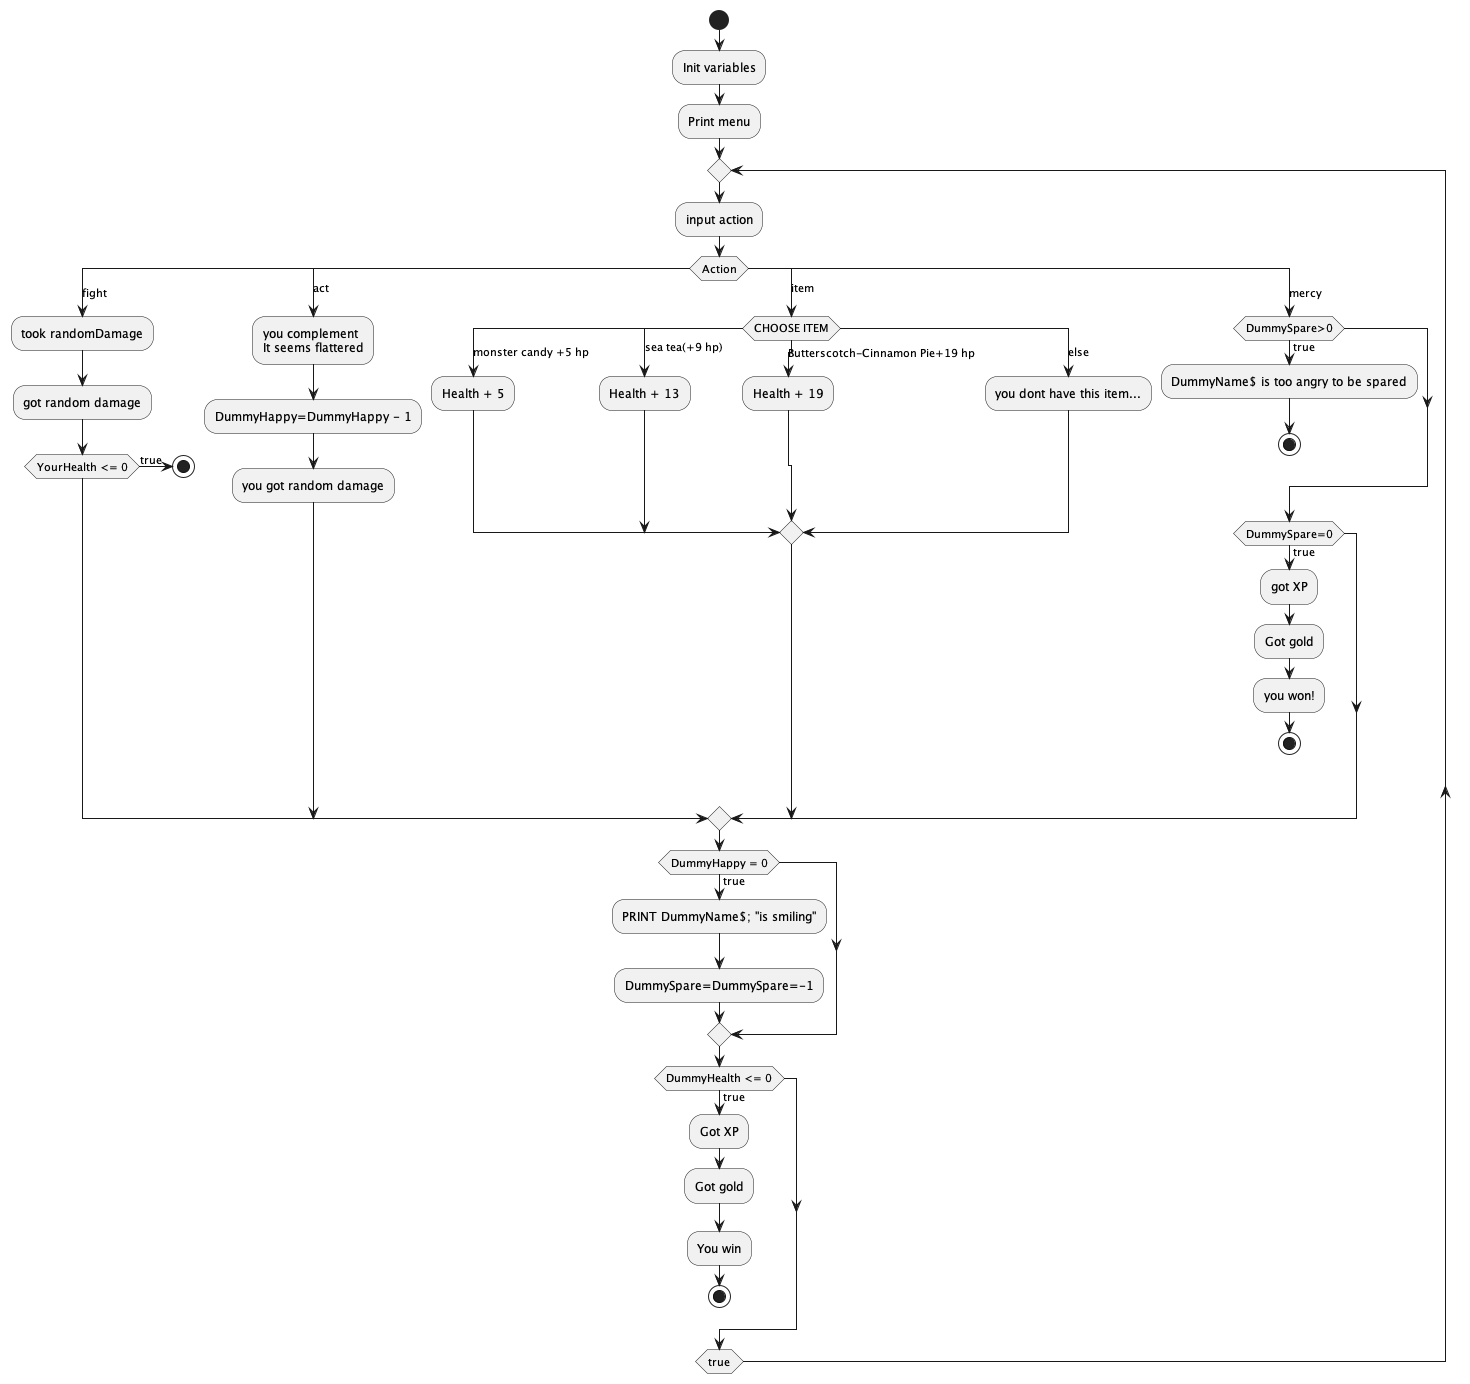 Init variables
Print menu
input action
Action
fight
took randomDamage
got random damage
YourHealth <= 0
true
act
you complement
It seems flattered
DummyHappy=DummyHappy - 1
you got random damage
item
CHOOSE ITEM
monster candy +5 hp
Health + 5
sea tea(+9 hp)
Health + 13
Butterscotch-Cinnamon Pie+19 hp
Health + 19
else
you dont have this item...
mercy
DummySpare>0
true
DummyName$ is too angry to be spared
DummySpare=0
true
got XP
Got gold
you won!
DummyHappy = 0
true
PRINT DummyName$; "is smiling"
DummySpare=DummySpare=-1
DummyHealth <= 0
true
Got XP
Got gold
You win
true